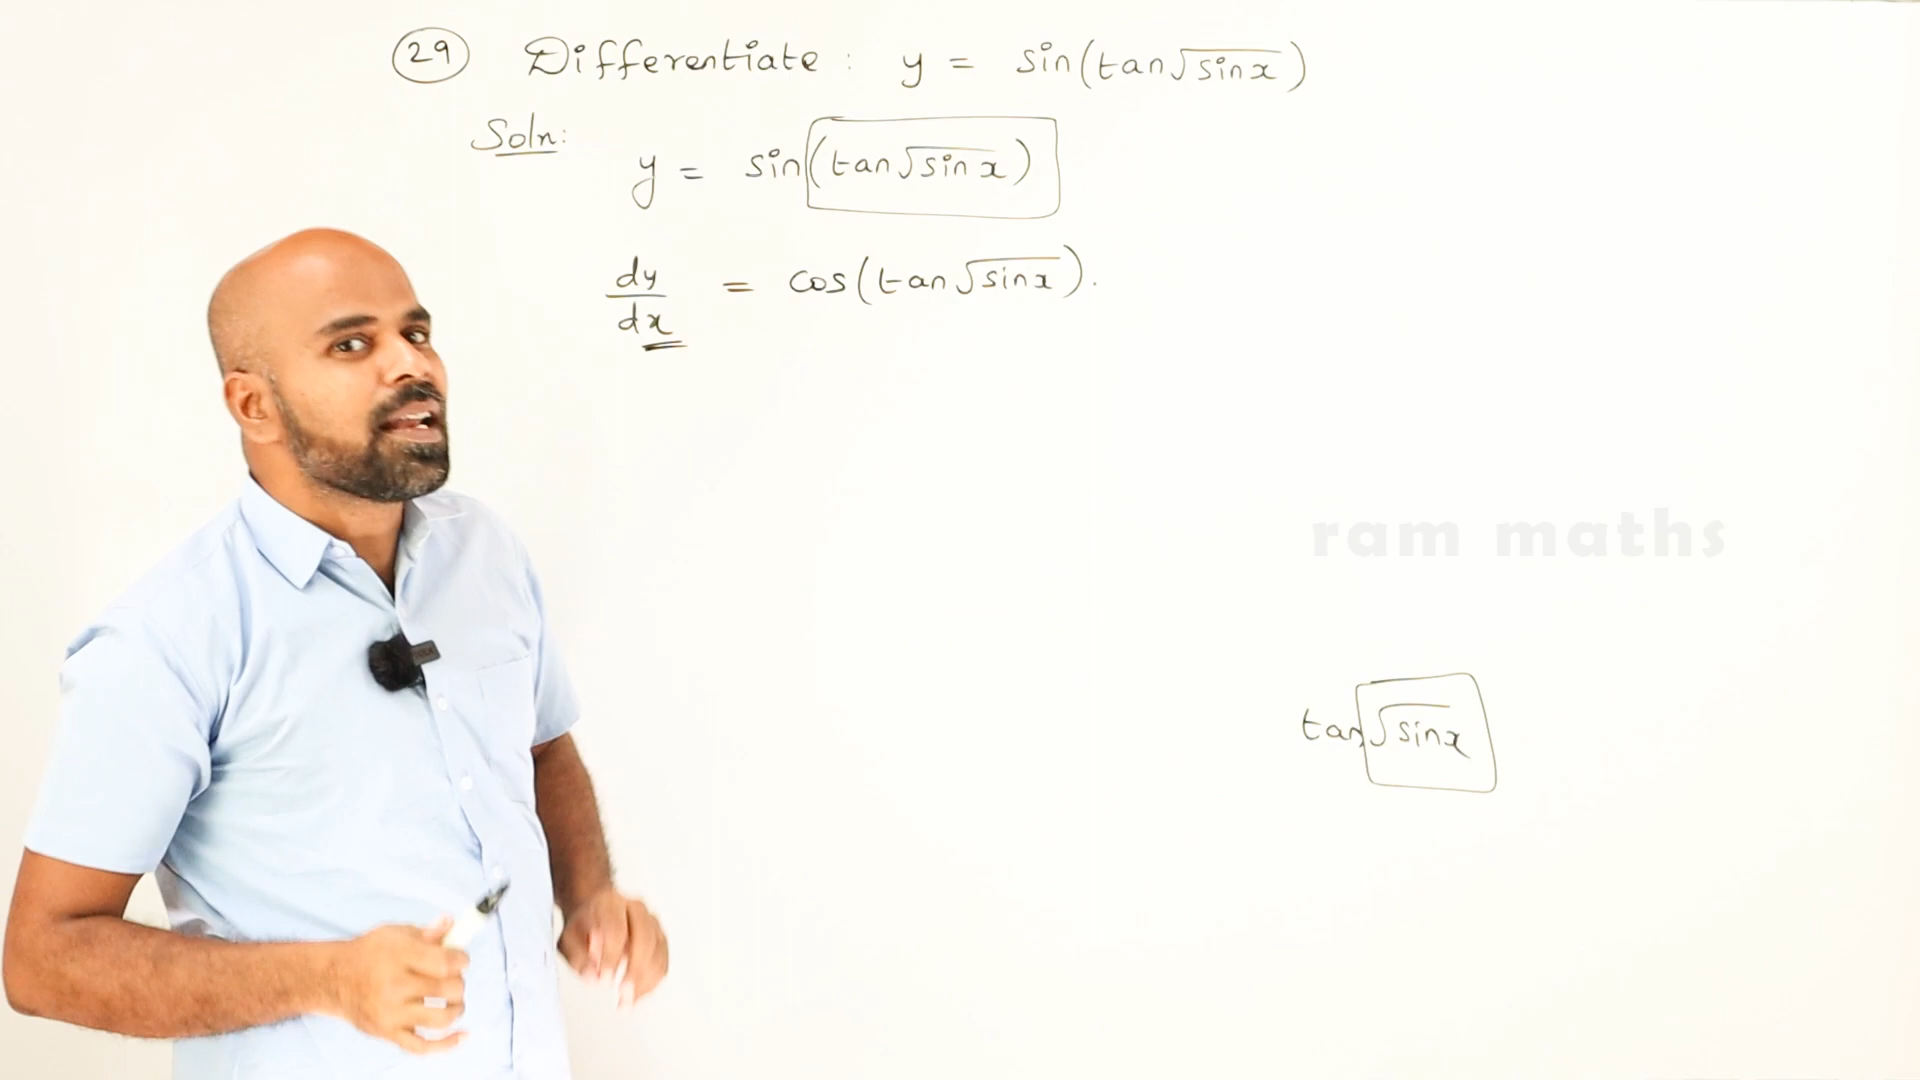 29 Differentiate : y = sin(tan√sinx)
Soln:
y = sin(tan√sinx)
dy/dx = cos(tan√sinx).
ram maths
tan√sinx